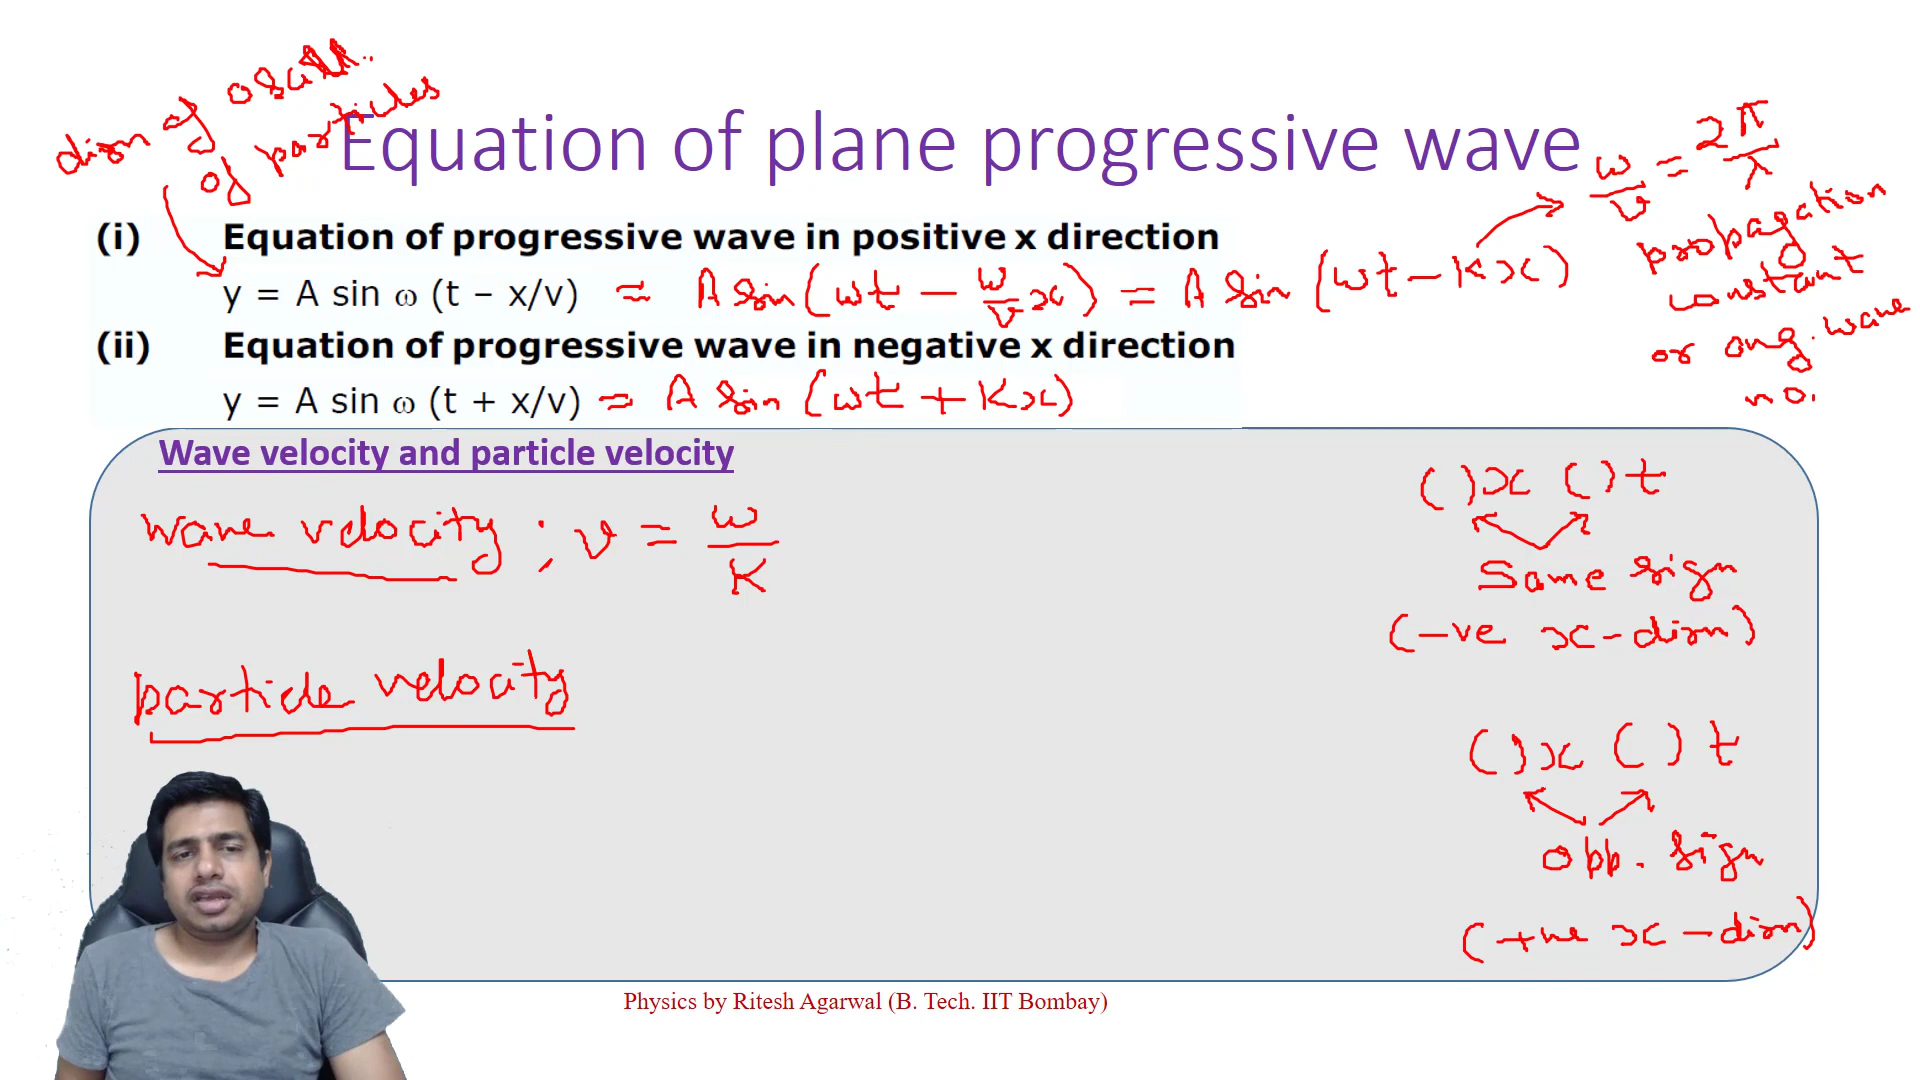 dirn of oscill..
of particles
Equation of plane progressive wave
ω/v = 2π/λ
propagation
constant
or ang. wave
no.
(i) Equation of progressive wave in positive x direction
y = A sin ω (t – x/v) = A sin (ωt – ω/v x) = A sin (ωt – Kx)
(ii) Equation of progressive wave in negative x direction
y = A sin ω (t + x/v) = A sin (ωt + Kx)
Wave velocity and particle velocity
wave velocity ; v = ω/K
particle velocity
( )x ( )t
Same sign
(-ve x-dirn)
( )x ( )t
opp. sign
(+ve x-dirn)
Physics by Ritesh Agarwal (B. Tech. IIT Bombay)